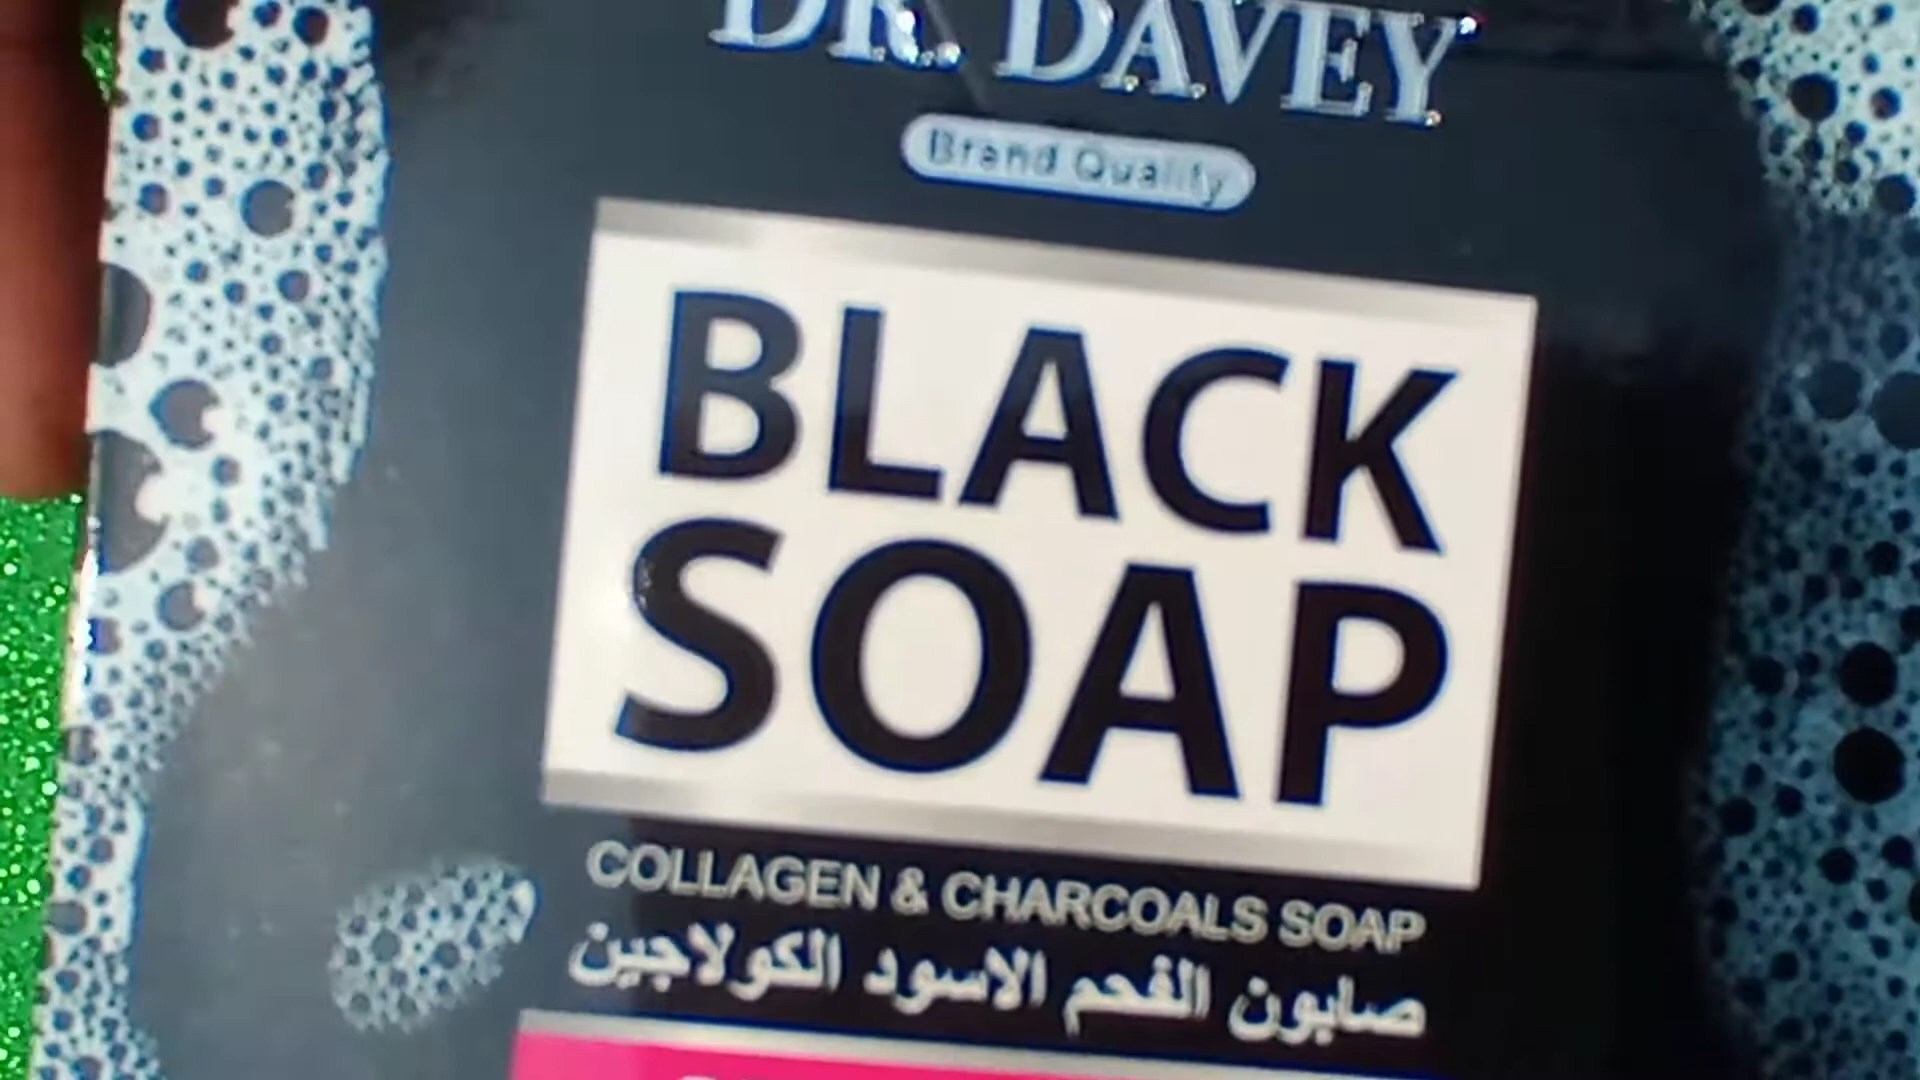 DR. DAVEY
Brand Quality
BLACK
SOAP
COLLAGEN & CHARCOALS SOAP
صابون الفحم الاسود الكولاجين